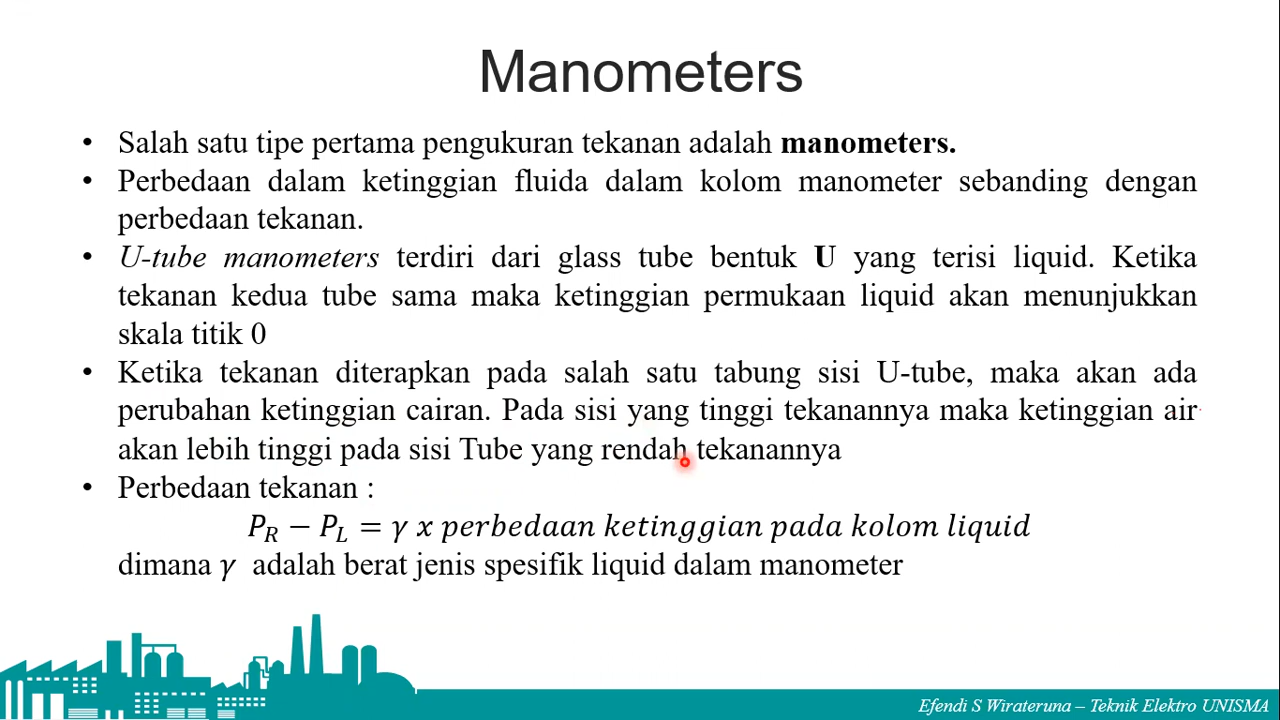 Manometers
• Salah satu tipe pertama pengukuran tekanan adalah manometers.
• Perbedaan dalam ketinggian fluida dalam kolom manometer sebanding dengan
perbedaan tekanan.
• U-tube manometers terdiri dari glass tube bentuk U yang terisi liquid. Ketika
tekanan kedua tube sama maka ketinggian permukaan liquid akan menunjukkan
skala titik 0
• Ketika tekanan diterapkan pada salah satu tabung sisi U-tube, maka akan ada
perubahan ketinggian cairan. Pada sisi yang tinggi tekanannya maka ketinggian air
akan lebih tinggi pada sisi Tube yang rendah tekanannya
• Perbedaan tekanan :
P_R − P_L = γ x perbedaan ketinggian pada kolom liquid
dimana γ adalah berat jenis spesifik liquid dalam manometer
Efendi S Wirateruna – Teknik Elektro UNISMA